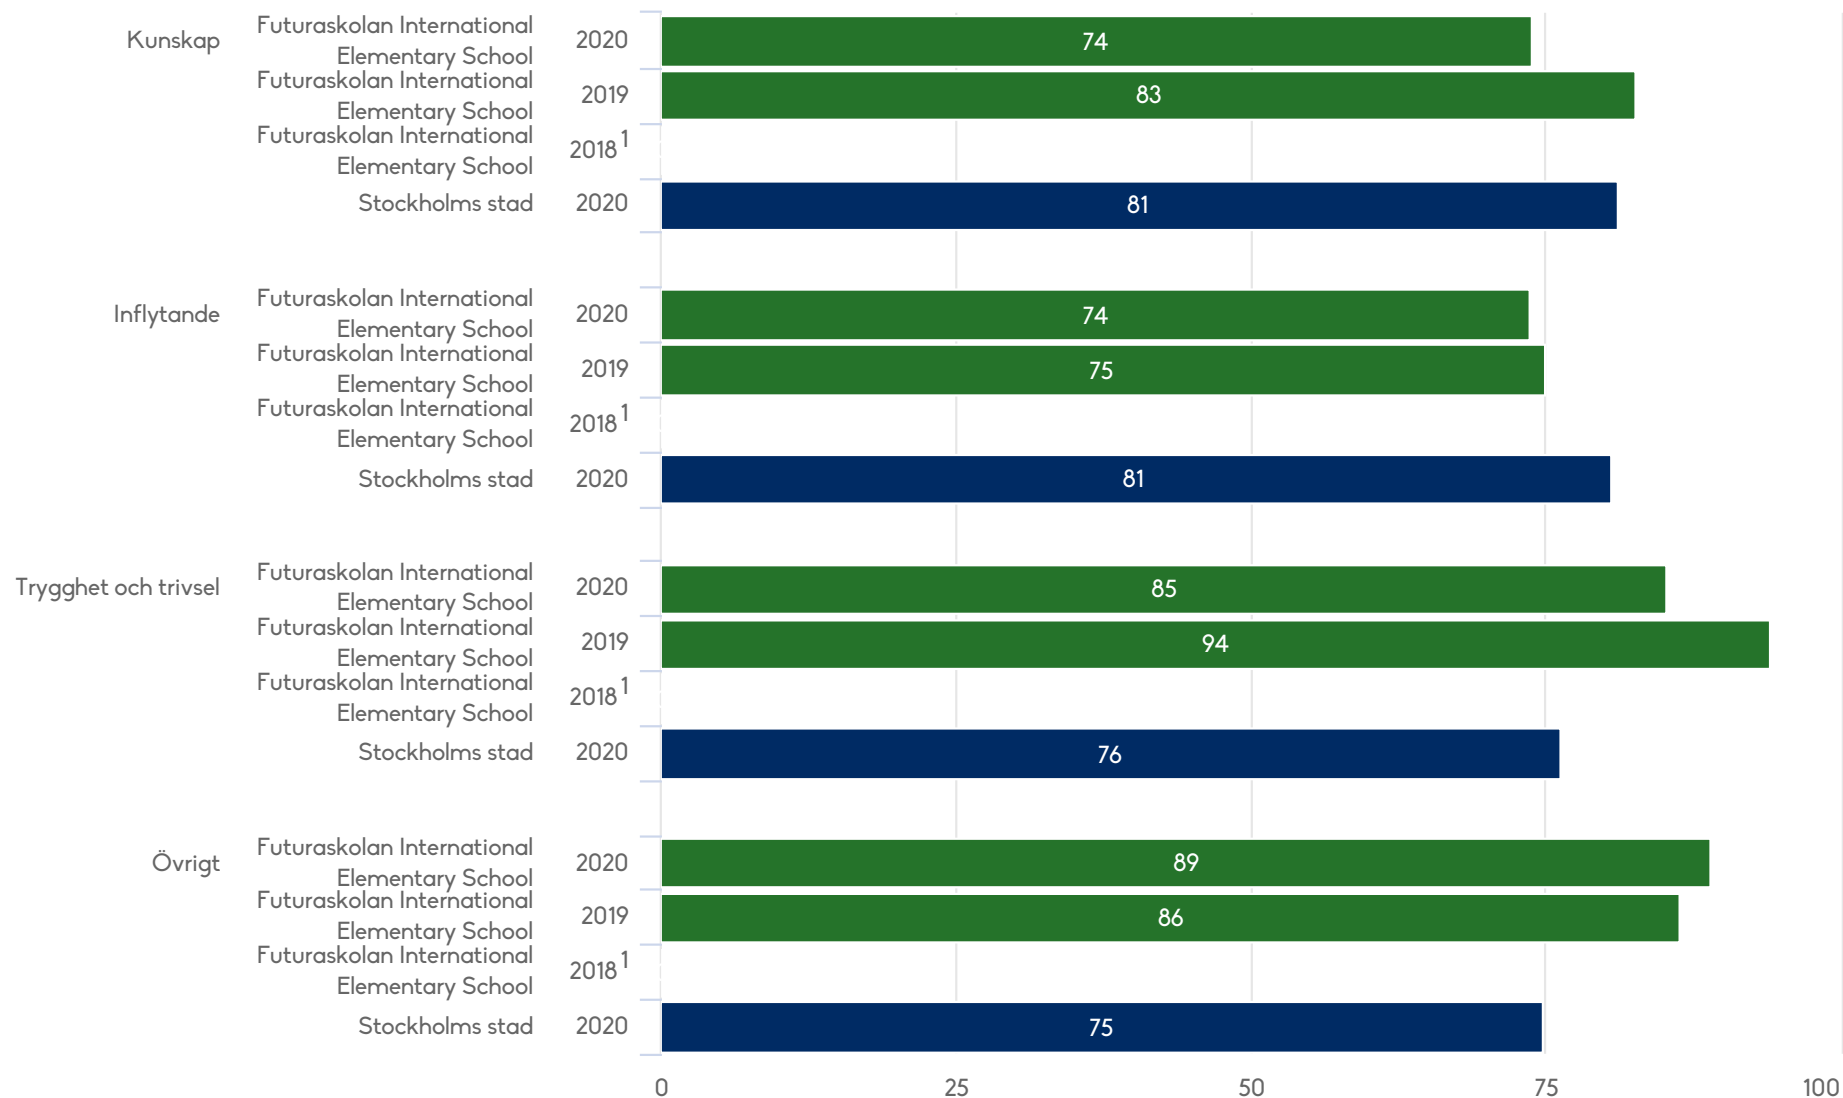 Kunskap
Futuraskolan International
Elementary School
2020
74
Futuraskolan International
Elementary School
2019
83
Futuraskolan International
Elementary School
2018 1
Stockholms stad
2020
81
Inflytande
Futuraskolan International
Elementary School
2020
74
Futuraskolan International
Elementary School
2019
75
Futuraskolan International
Elementary School
2018 1
Stockholms stad
2020
81
Trygghet och trivsel
Futuraskolan International
Elementary School
2020
85
Futuraskolan International
Elementary School
2019
94
Futuraskolan International
Elementary School
2018 1
Stockholms stad
2020
76
Övrigt
Futuraskolan International
Elementary School
2020
89
Futuraskolan International
Elementary School
2019
86
Futuraskolan International
Elementary School
2018 1
Stockholms stad
2020
75
0 25 50 75 100